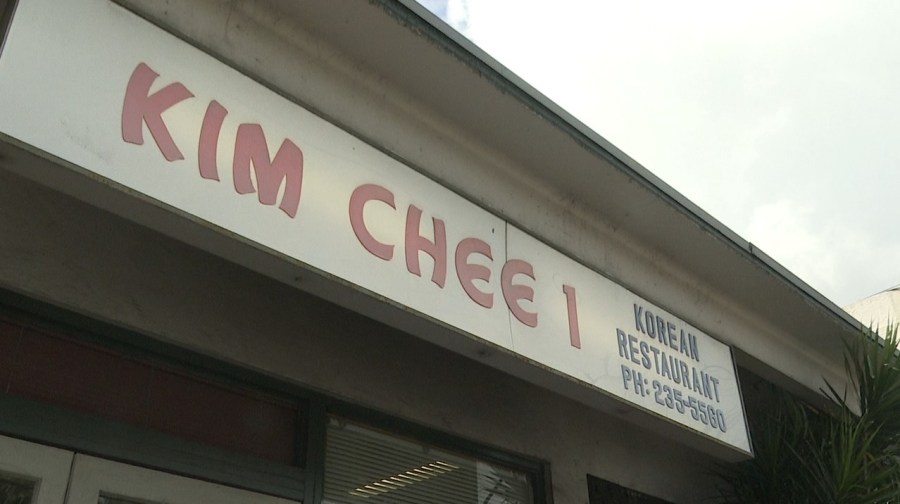 KIM CHEE 1
KOREAN
RESTAURANT
PH: 235-5560